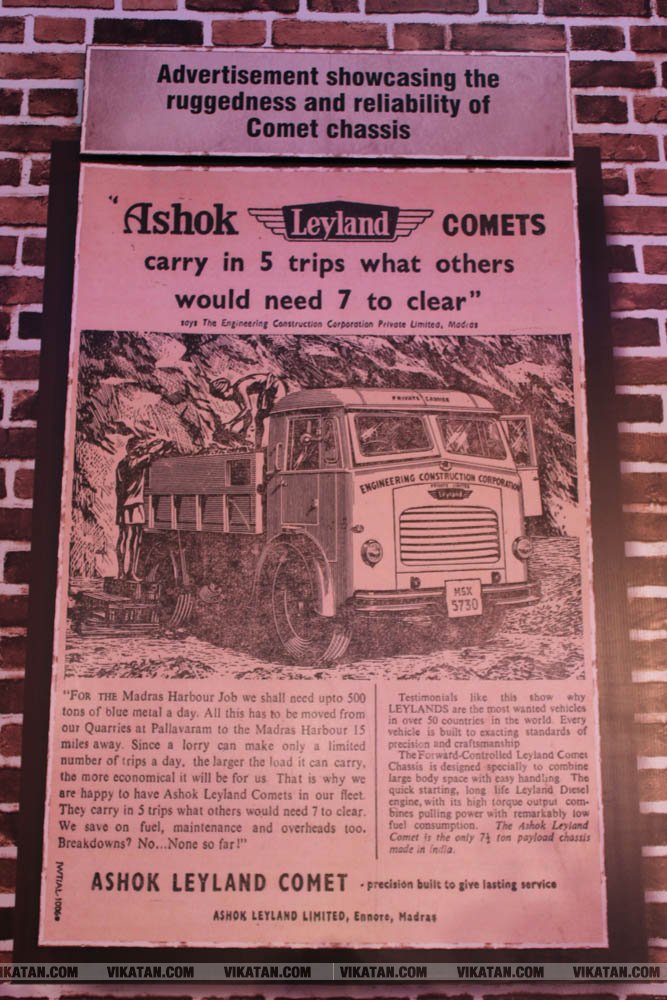 Advertisement showcasing the
ruggedness and reliability of
Comet chassis
"Ashok Leyland COMETS
carry in 5 trips what others
would need 7 to clear"
says The Engineering Construction Corporation Private Limited, Madras
PRIVATE CARRIER
ENGINEERING CONSTRUCTION CORPORATION
PRIVATE LIMITED
Leyland
MSX
5730
"FOR THE Madras Harbour Job we shall need upto 500
tons of blue metal a day. All this has to be moved from
our Quarries at Pallavaram to the Madras Harbour 15
miles away. Since a lorry can make only a limited
number of trips a day, the larger the load it can carry,
the more economical it will be for us. That is why we
are happy to have Ashok Leyland Comets in our fleet.
They carry in 5 trips what others would need 7 to clear.
We save on fuel, maintenance and overheads too.
Breakdowns? No...None so far!"
Testimonials like this show why
LEYLANDS are the most wanted vehicles
in over 50 countries in the world. Every
vehicle is built to exacting standards of
precision and craftsmanship
The Forward-Controlled Leyland Comet
Chassis is designed specially to combine
large body space with easy handling. The
quick starting, long life Leyland Diesel
engine, with its high torque output com-
bines pulling power with remarkably low
fuel consumption. The Ashok Leyland
Comet is the only 7½ ton payload chassis
made in India.
ASHOK LEYLAND COMET - precision built to give lasting service
ASHOK LEYLAND LIMITED, Ennore, Madras
VIKATAN.COM VIKATAN.COM VIKATAN.COM VIKATAN.COM VIKATAN.COM VIKATAN.COM